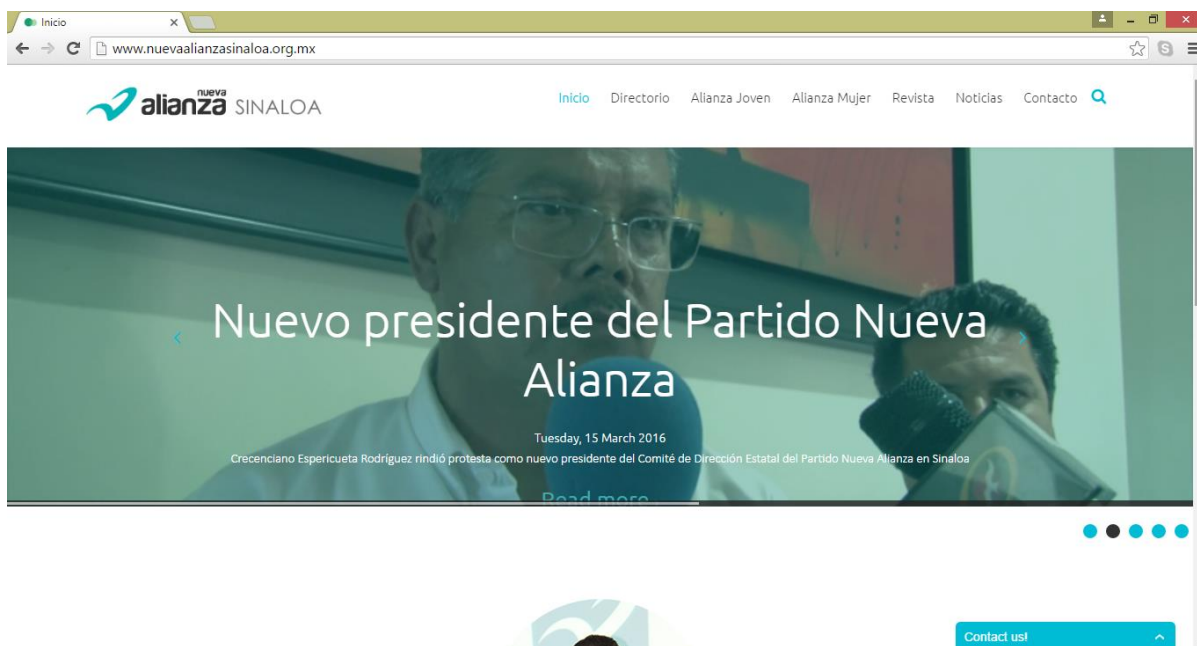 Inicio
www.nuevaalianzasinaloa.org.mx
nueva
alianza SINALOA
Inicio Directorio Alianza Joven Alianza Mujer Revista Noticias Contacto
Nuevo presidente del Partido Nueva
Alianza
Tuesday, 15 March 2016
Crecenciano Espericueta Rodríguez rindió protesta como nuevo presidente del Comité de Dirección Estatal del Partido Nueva Alianza en Sinaloa
Read more
Contact us!